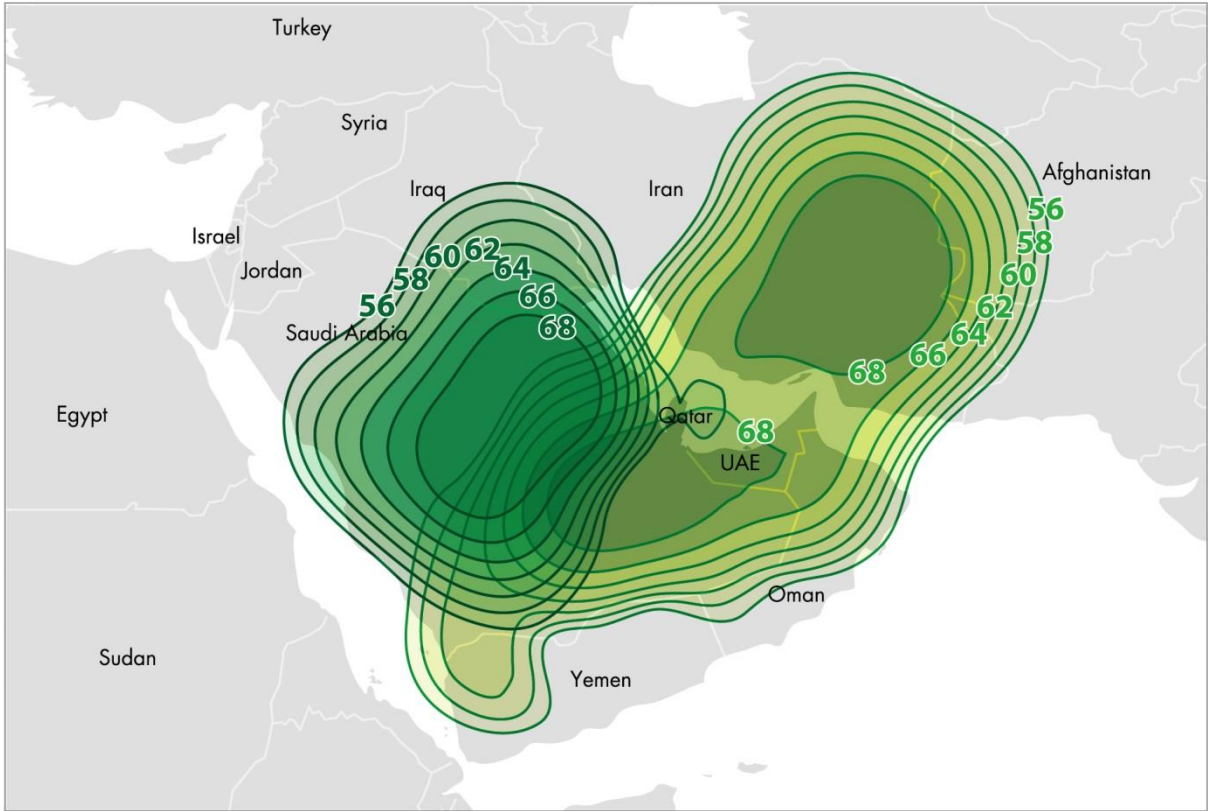 Turkey
Syria
Iraq
Iran
Afghanistan
Israel
Jordan
Saudi Arabia
Egypt
Qatar
UAE
Oman
Sudan
Yemen
56
58
60
62
64
66
68
56
58
60
62
64
66
68
68